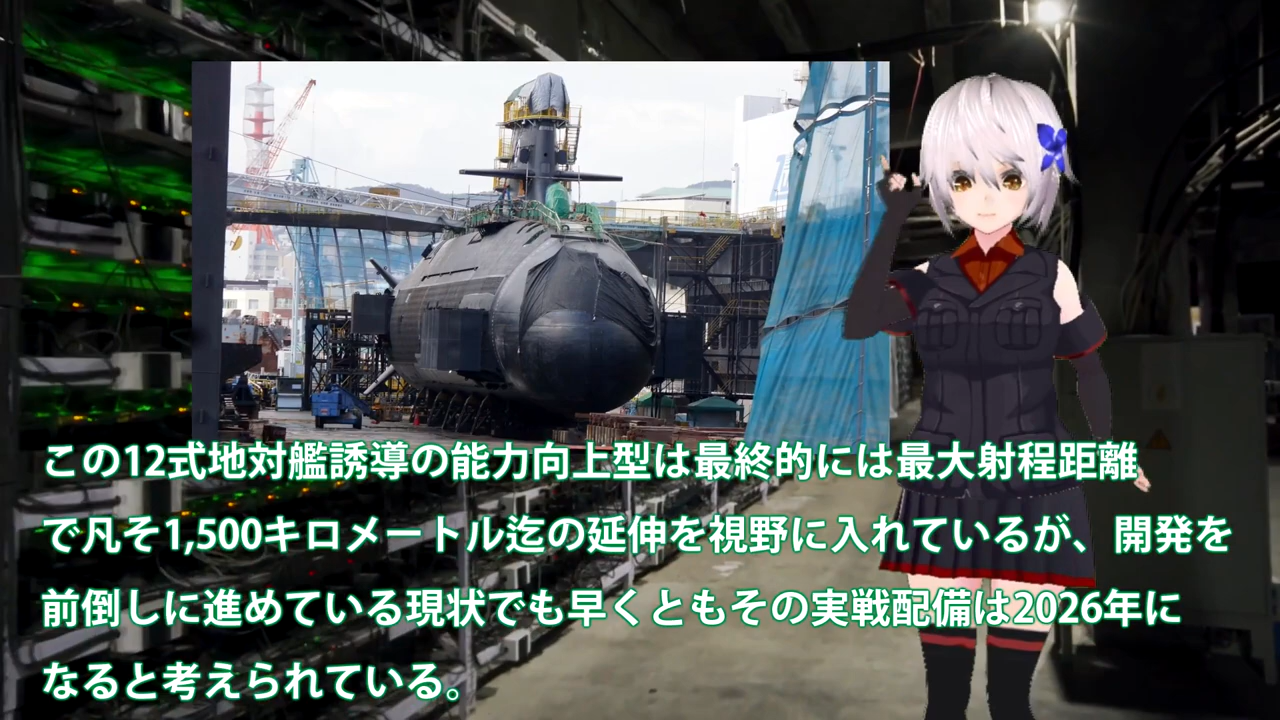 この12式地対艦誘導の能力向上型は最終的には最大射程距離
で凡そ1,500キロメートル迄の延伸を視野に入れているが、開発を
前倒しに進めている現状でも早くともその実戦配備は2026年に
なると考えられている。